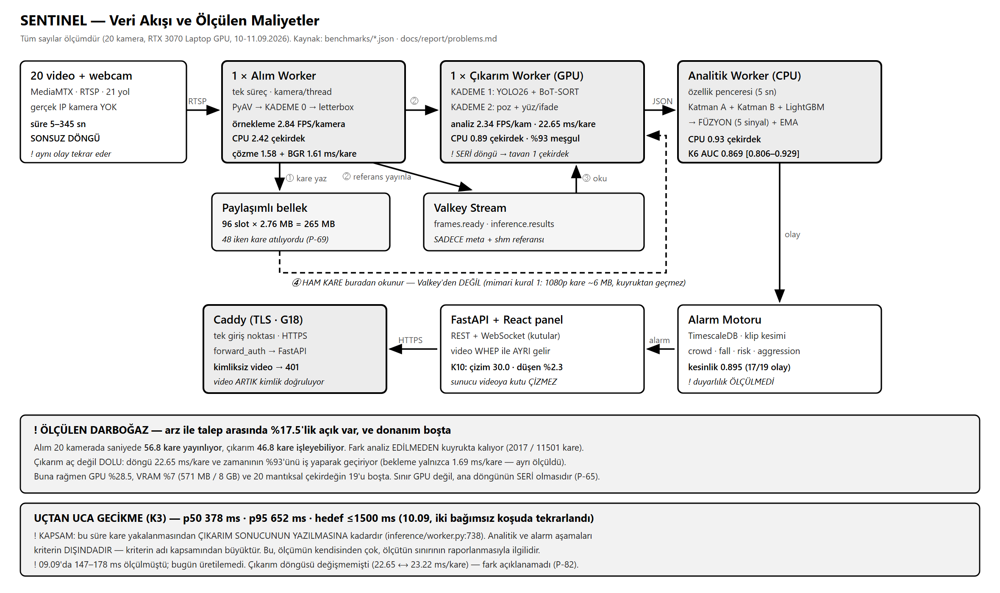 SENTINEL — Veri Akışı ve Ölçülen Maliyetler
Tüm sayılar ölçümdür (20 kamera, RTX 3070 Laptop GPU, 10-11.09.2026). Kaynak: benchmarks/*.json · docs/report/problems.md
20 video + webcam
MediaMTX · RTSP · 21 yol
gerçek IP kamera YOK
süre 5–345 sn
SONSUZ DÖNGÜ
! aynı olay tekrar eder
RTSP
1 × Alım Worker
tek süreç · kamera/thread
PyAV → KADEME 0 → letterbox
örnekleme 2.84 FPS/kamera
CPU 2.42 çekirdek
çözme 1.58 + BGR 1.61 ms/kare
②
1 × Çıkarım Worker (GPU)
KADEME 1: YOLO26 + BoT-SORT
KADEME 2: poz + yüz/ifade
analiz 2.34 FPS/kam · 22.65 ms/kare
CPU 0.89 çekirdek · %93 meşgul
! SERİ döngü → tavan 1 çekirdek
JSON
Analitik Worker (CPU)
özellik penceresi (5 sn)
Katman A + Katman B + LightGBM
→ FÜZYON (5 sinyal) + EMA
CPU 0.93 çekirdek
K6 AUC 0.869 [0.806–0.929]
① kare yaz
② referans yayınla
③ oku
Paylaşımlı bellek
96 slot × 2.76 MB = 265 MB
48 iken kare atılıyordu (P-69)
Valkey Stream
frames.ready · inference.results
SADECE meta + shm referansı
olay
④ HAM KARE buradan okunur — Valkey'den DEĞİL (mimari kural 1: 1080p kare ~6 MB, kuyruktan geçmez)
Caddy (TLS · G18)
tek giriş noktası · HTTPS
forward_auth → FastAPI
kimliksiz video → 401
video ARTIK kimlik doğruluyor
HTTPS
FastAPI + React panel
REST + WebSocket (kutular)
video WHEP ile AYRI gelir
K10: çizim 30.0 · düşen %2.3
sunucu videoya kutu ÇİZMEZ
alarm
Alarm Motoru
TimescaleDB · klip kesimi
crowd · fall · risk · aggression
kesinlik 0.895 (17/19 olay)
! duyarlılık ÖLÇÜLMEDİ
! ÖLÇÜLEN DARBOĞAZ — arz ile talep arasında %17.5'lik açık var, ve donanım boşta
Alım 20 kamerada saniyede 56.8 kare yayınlıyor, çıkarım 46.8 kare işleyebiliyor. Fark analiz EDİLMEDEN kuyrukta kalıyor (2017 / 11501 kare).
Çıkarım aç değil DOLU: döngü 22.65 ms/kare ve zamanının %93'ünü iş yaparak geçiriyor (bekleme yalnızca 1.69 ms/kare — ayrı ölçüldü).
Buna rağmen GPU %28.5, VRAM %7 (571 MB / 8 GB) ve 20 mantıksal çekirdeğin 19'u boşta. Sınır GPU değil, ana döngünün SERİ olmasıdır (P-65).
UÇTAN UCA GECİKME (K3) — p50 378 ms · p95 652 ms · hedef ≤1500 ms (10.09, iki bağımsız koşuda tekrarlandı)
! KAPSAM: bu süre kare yakalanmasından ÇIKARIM SONUCUNUN YAZILMASINA kadardır (inference/worker.py:738). Analitik ve alarm aşamaları
kriterin DIŞINDADIR — kriterin adı kapsamından büyüktür. Bu, ölçümün kendisinden çok, ölçütün sınırının raporlanmasıyla ilgilidir.
! 09.09'da 147–178 ms ölçülmüştü; bugün üretilemedi. Çıkarım döngüsü değişmemişti (22.65 ↔ 23.22 ms/kare) — fark açıklanamadı (P-82).